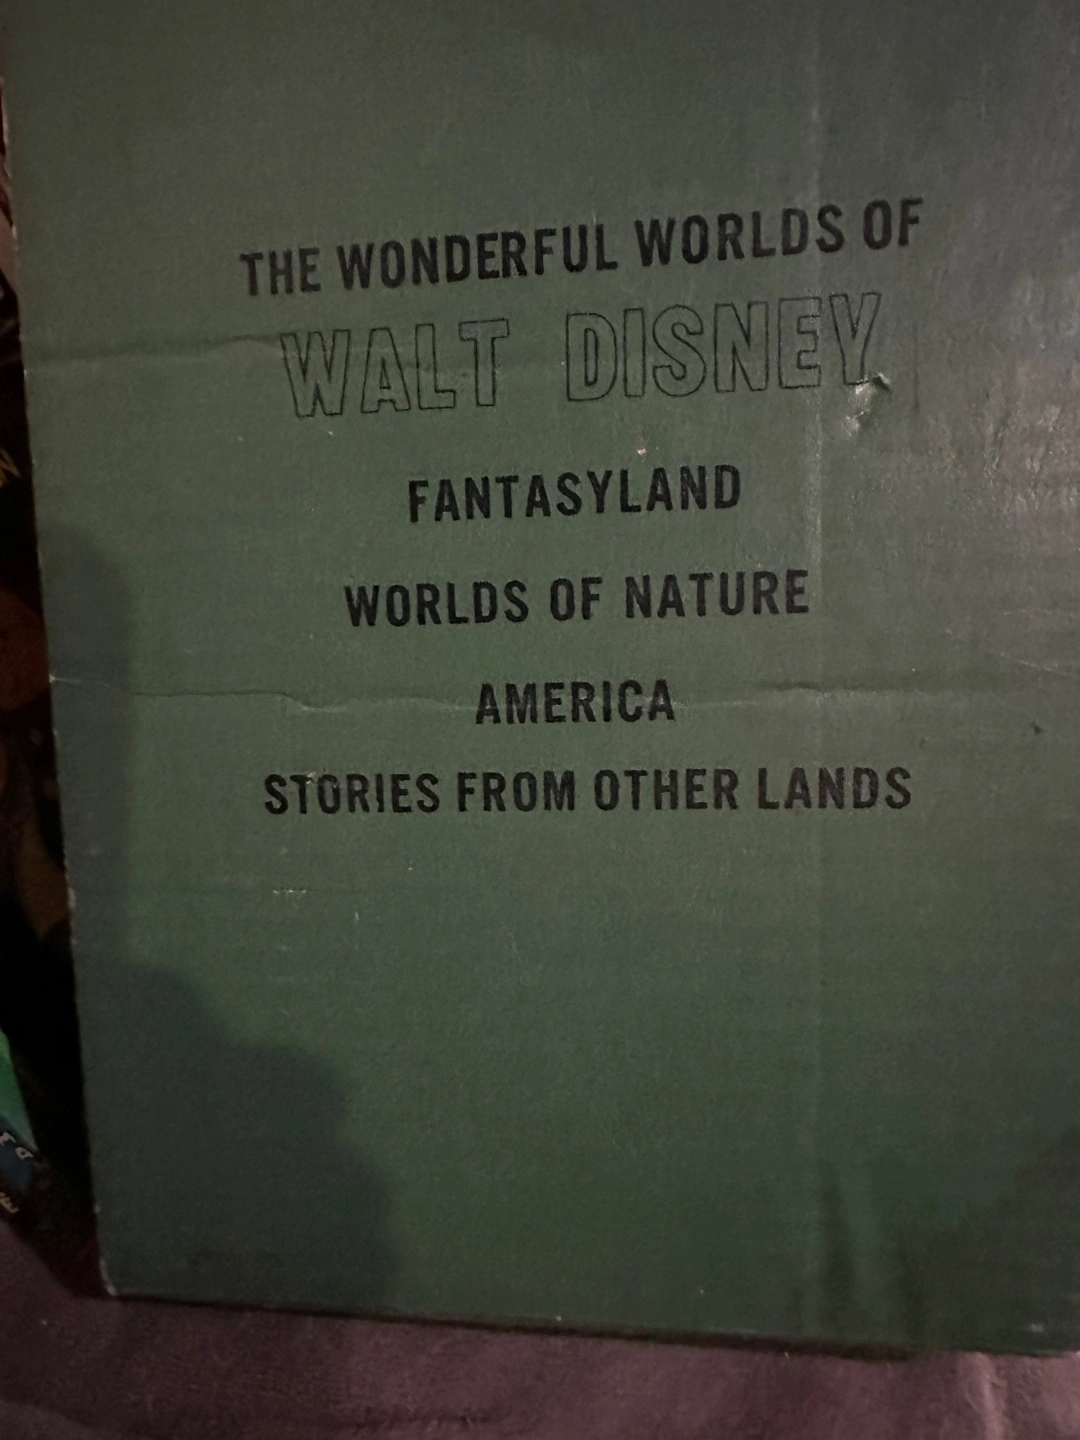 THE WONDERFUL WORLDS OF
WALT DISNEY
FANTASYLAND
WORLDS OF NATURE
AMERICA
STORIES FROM OTHER LANDS